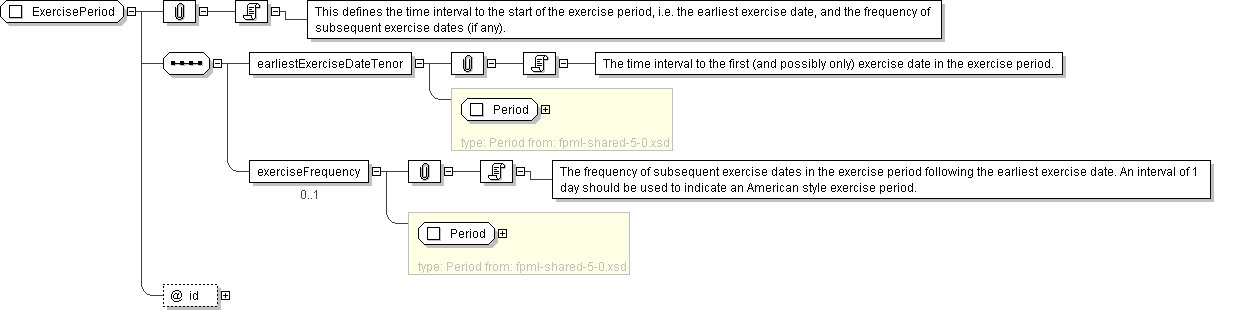 ExercisePeriod
This defines the time interval to the start of the exercise period, i.e. the earliest exercise date, and the frequency of
subsequent exercise dates (if any).
earliestExerciseDateTenor
The time interval to the first (and possibly only) exercise date in the exercise period.
Period
type: Period from: fpml-shared-5-0.xsd
exerciseFrequency
0..1
The frequency of subsequent exercise dates in the exercise period following the earliest exercise date. An interval of 1
day should be used to indicate an American style exercise period.
Period
type: Period from: fpml-shared-5-0.xsd
@ id